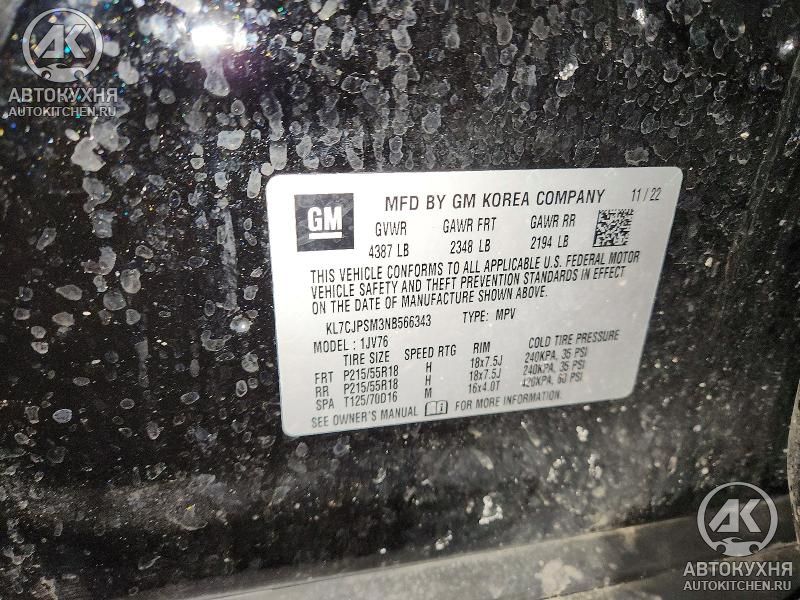 AK
АВТОКУХНЯ
AUTOKITCHEN.RU
GM
MFD BY GM KOREA COMPANY 11/22
GVWR GAWR FRT GAWR RR
4387 LB 2348 LB 2194 LB
THIS VEHICLE CONFORMS TO ALL APPLICABLE U.S. FEDERAL MOTOR
VEHICLE SAFETY AND THEFT PREVENTION STANDARDS IN EFFECT
ON THE DATE OF MANUFACTURE SHOWN ABOVE.
KL7CJPSM3NB566343 TYPE: MPV
MODEL: 1JV76
TIRE SIZE SPEED RTG RIM COLD TIRE PRESSURE
FRT P215/55R18 H 18x7.5J 240KPA, 35 PSI
RR P215/55R18 H 18x7.5J 240KPA, 35 PSI
SPA T125/70D16 M 16x4.0T 420KPA, 60 PSI
SEE OWNER'S MANUAL FOR MORE INFORMATION.
AK
АВТОКУХНЯ
AUTOKITCHEN.RU